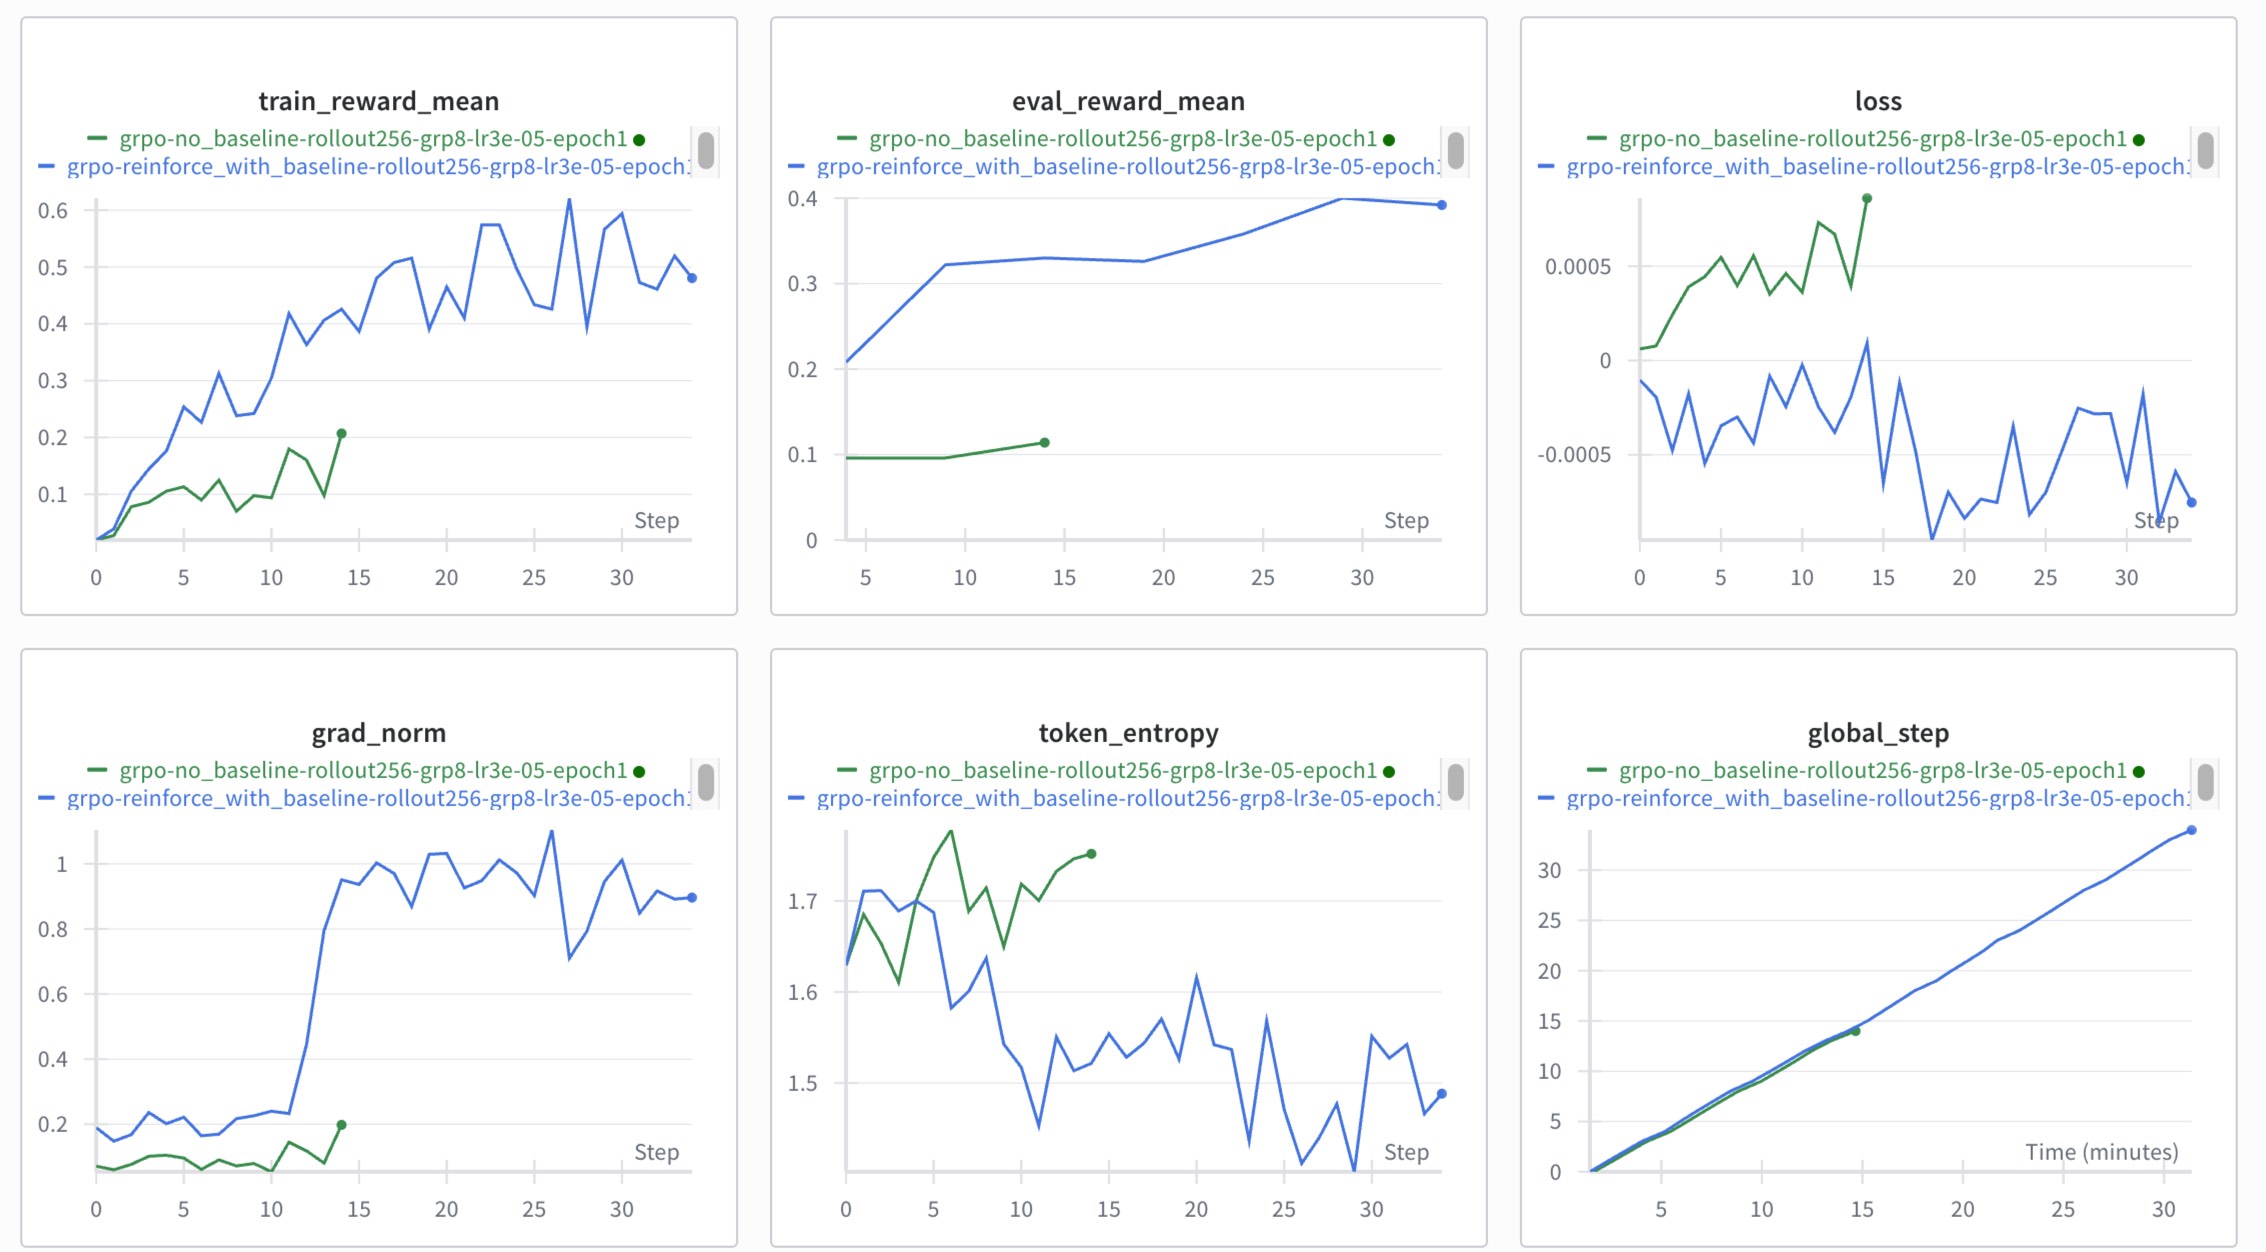 train_reward_mean
grpo-no_baseline-rollout256-grp8-lr3e-05-epoch1
grpo-reinforce_with_baseline-rollout256-grp8-lr3e-05-epoch1
0.6
0.5
0.4
0.3
0.2
0.1
Step
0 5 10 15 20 25 30
eval_reward_mean
grpo-no_baseline-rollout256-grp8-lr3e-05-epoch1
grpo-reinforce_with_baseline-rollout256-grp8-lr3e-05-epoch1
0.4
0.3
0.2
0.1
0
Step
5 10 15 20 25 30
loss
grpo-no_baseline-rollout256-grp8-lr3e-05-epoch1
grpo-reinforce_with_baseline-rollout256-grp8-lr3e-05-epoch1
0.0005
0
-0.0005
Step
0 5 10 15 20 25 30
grad_norm
grpo-no_baseline-rollout256-grp8-lr3e-05-epoch1
grpo-reinforce_with_baseline-rollout256-grp8-lr3e-05-epoch1
1
0.8
0.6
0.4
0.2
Step
0 5 10 15 20 25 30
token_entropy
grpo-no_baseline-rollout256-grp8-lr3e-05-epoch1
grpo-reinforce_with_baseline-rollout256-grp8-lr3e-05-epoch1
1.7
1.6
1.5
Step
0 5 10 15 20 25 30
global_step
grpo-no_baseline-rollout256-grp8-lr3e-05-epoch1
grpo-reinforce_with_baseline-rollout256-grp8-lr3e-05-epoch1
30
25
20
15
10
5
0
Time (minutes)
5 10 15 20 25 30